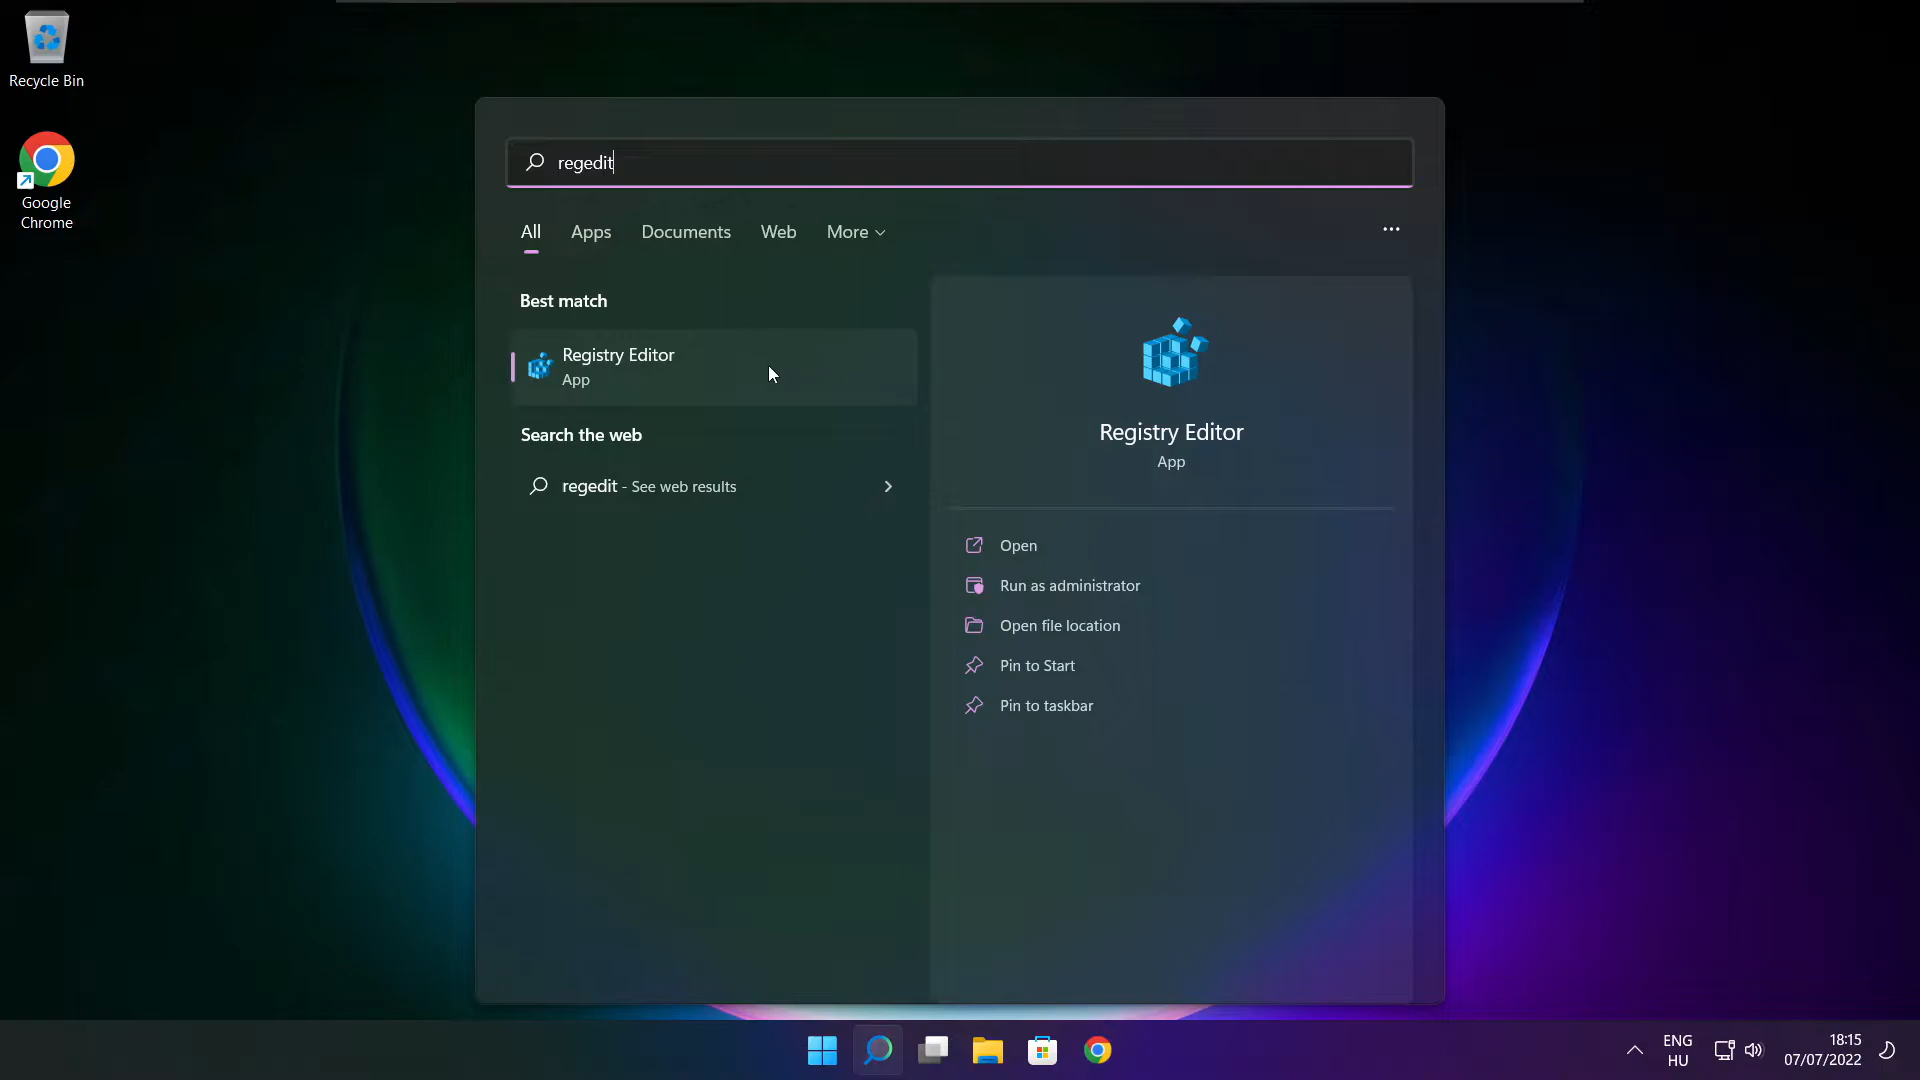 Recycle Bin
Google
Chrome
regedit
All Apps Documents Web More
Best match
Registry Editor
App
Search the web
regedit - See web results
Registry Editor
App
Open
Run as administrator
Open file location
Pin to Start
Pin to taskbar
ENG
HU
18:15
07/07/2022